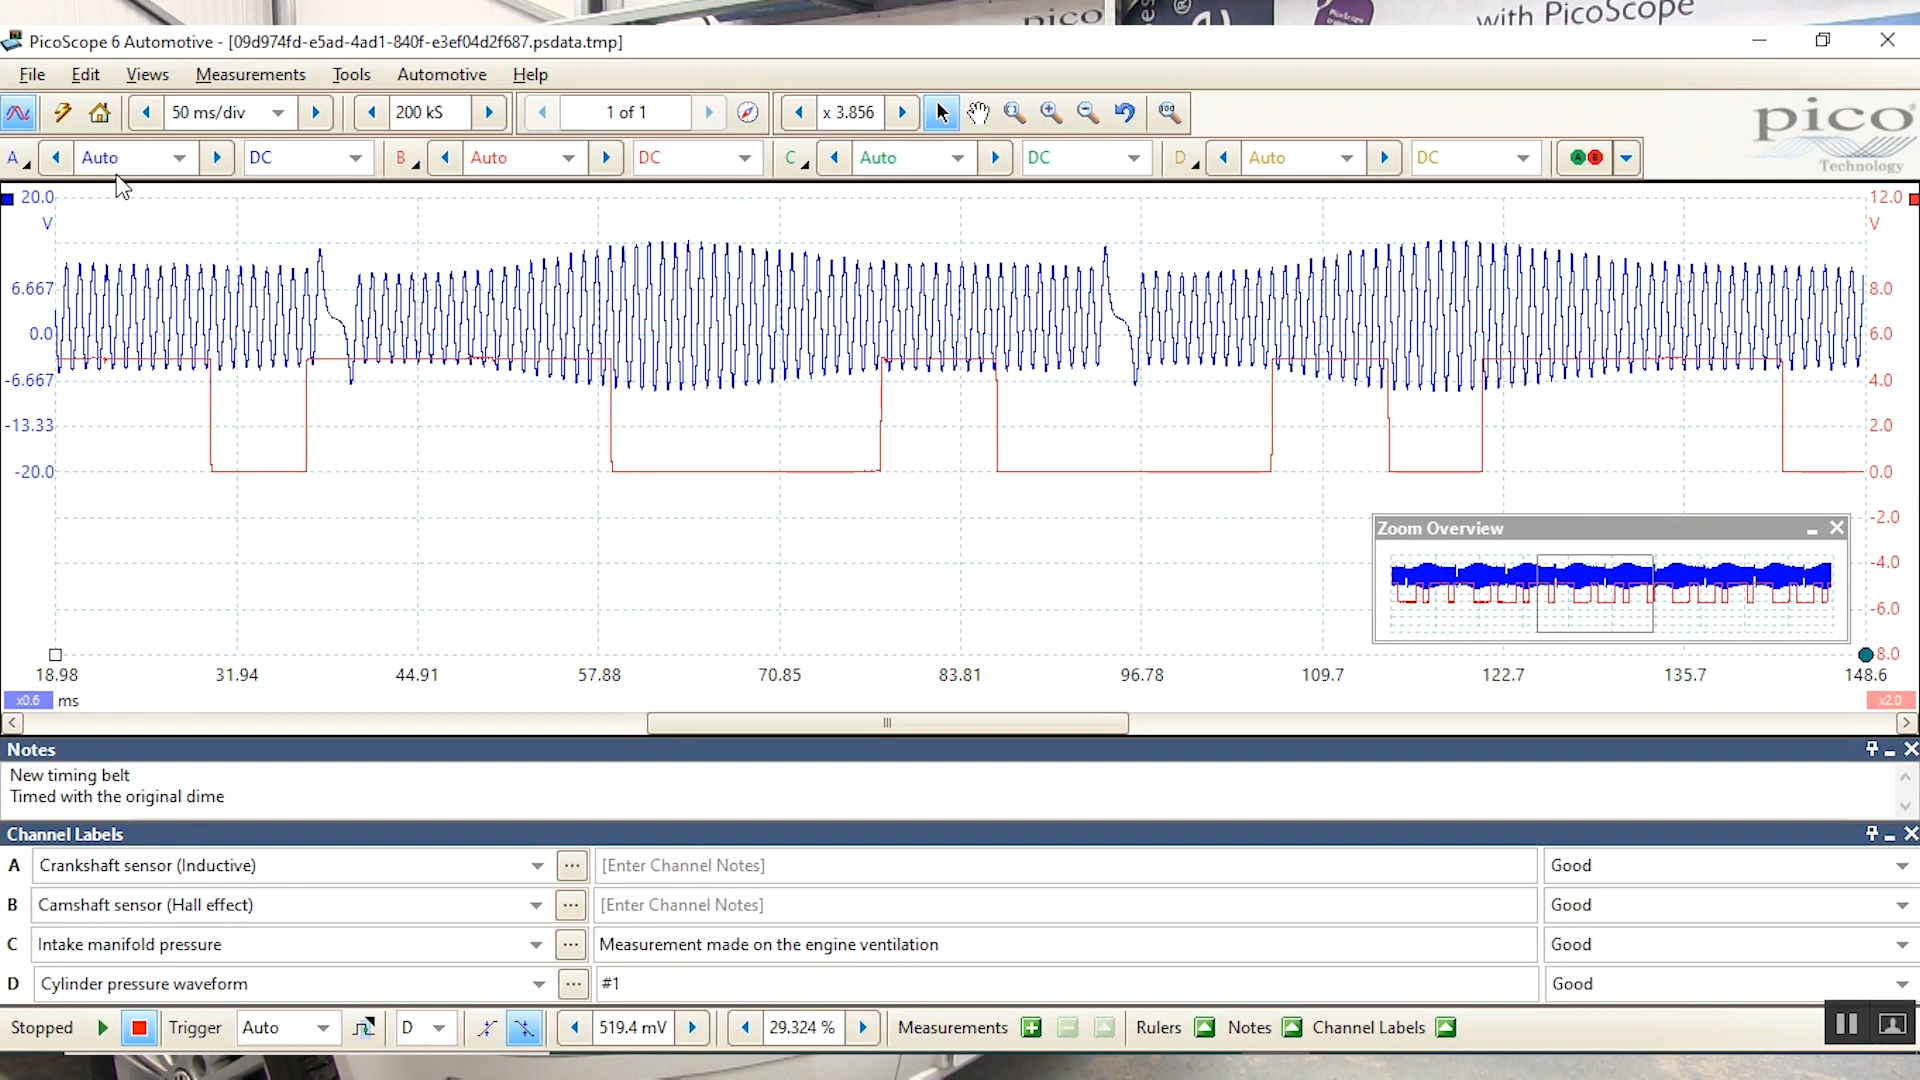 pico
with PicoScope
PicoScope 6 Automotive - [09d974fd-e5ad-4ad1-840f-e3ef04d2f687.psdata.tmp]
File Edit Views Measurements Tools Automotive Help
50 ms/div 200 kS 1 of 1 x 3.856
A Auto DC B Auto DC C Auto DC D Auto DC A B
pico
Technology
20.0 12.0
V V
6.667 8.0
0.0 6.0
-6.667 4.0
-13.33 2.0
-20.0 0.0
-2.0
Zoom Overview
-4.0
-6.0
-8.0
18.98 31.94 44.91 57.88 70.85 83.81 96.78 109.7 122.7 135.7 148.6
x0.6 ms x2.0
Notes
New timing belt
Timed with the original dime
Channel Labels
A Crankshaft sensor (Inductive) ... [Enter Channel Notes] Good
B Camshaft sensor (Hall effect) ... [Enter Channel Notes] Good
C Intake manifold pressure ... Measurement made on the engine ventilation Good
D Cylinder pressure waveform ... #1 Good
Stopped Trigger Auto D 519.4 mV 29.324 % Measurements Rulers Notes Channel Labels